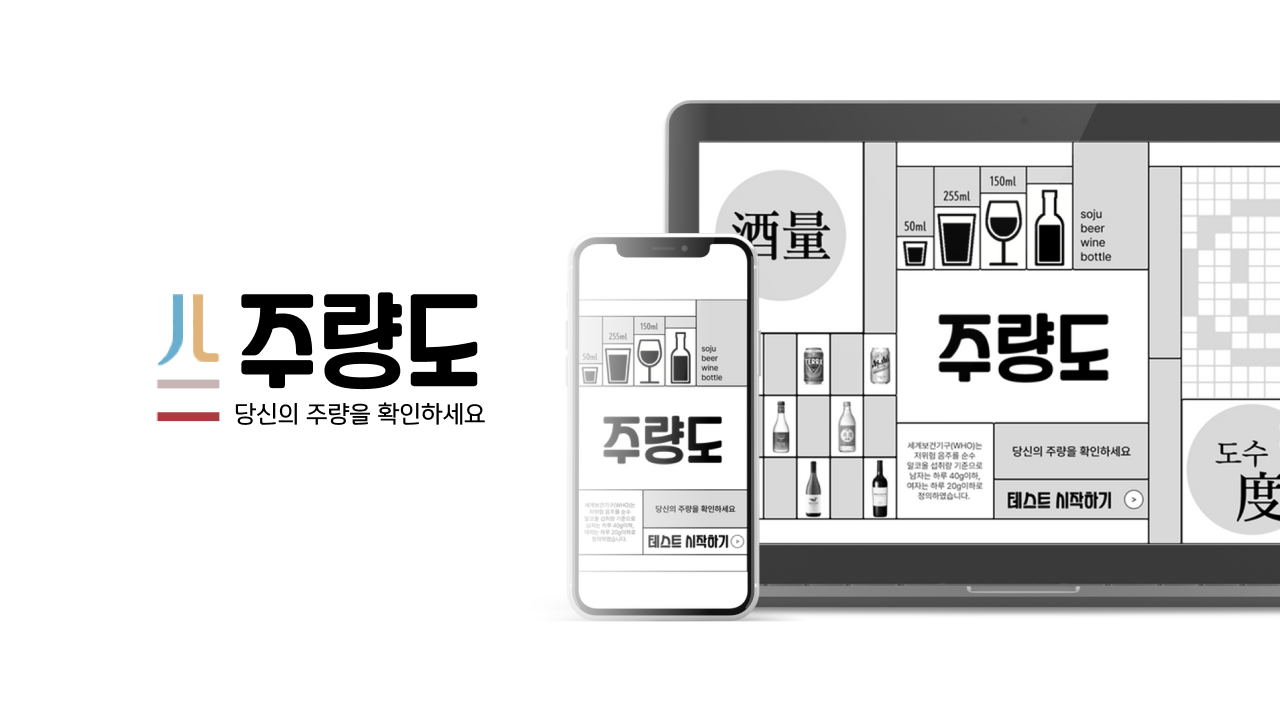 주량도
당신의 주량을 확인하세요
50ml
255ml
150ml
soju
beer
wine
bottle
주량도
세계보건기구(WHO)는
저위험 음주를 순수
알코올 섭취량 기준으로
남자는 하루 40g이하,
여자는 하루 20g이하로
정의하였습니다.
당신의 주량을 확인하세요
테스트 시작하기 >
酒量
50ml
255ml
150ml
soju
beer
wine
bottle
TERRA
주량도
세계보건기구(WHO)는
저위험 음주를 순수
알코올 섭취량 기준으로
남자는 하루 40g이하,
여자는 하루 20g이하로
정의하였습니다.
당신의 주량을 확인하세요
테스트 시작하기 >
도수
度